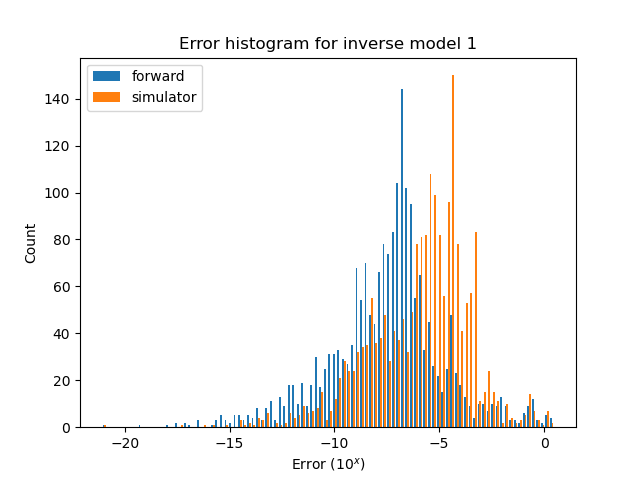 Error histogram for inverse model 1
forward
simulator
140
120
100
80
60
40
20
0
Count
−20 −15 −10 −5 0
Error (10^x)